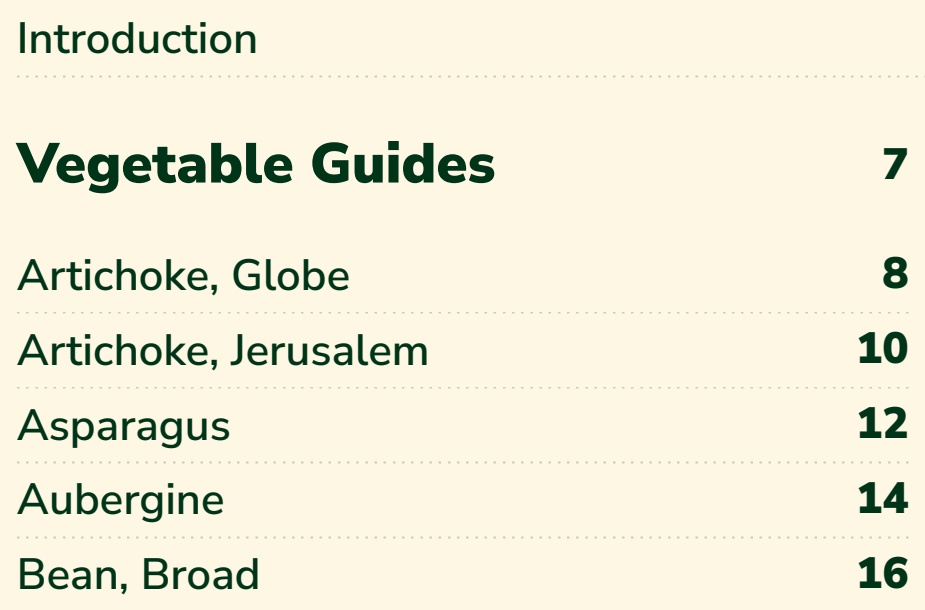 Introduction
Vegetable Guides 7
Artichoke, Globe 8
Artichoke, Jerusalem 10
Asparagus 12
Aubergine 14
Bean, Broad 16